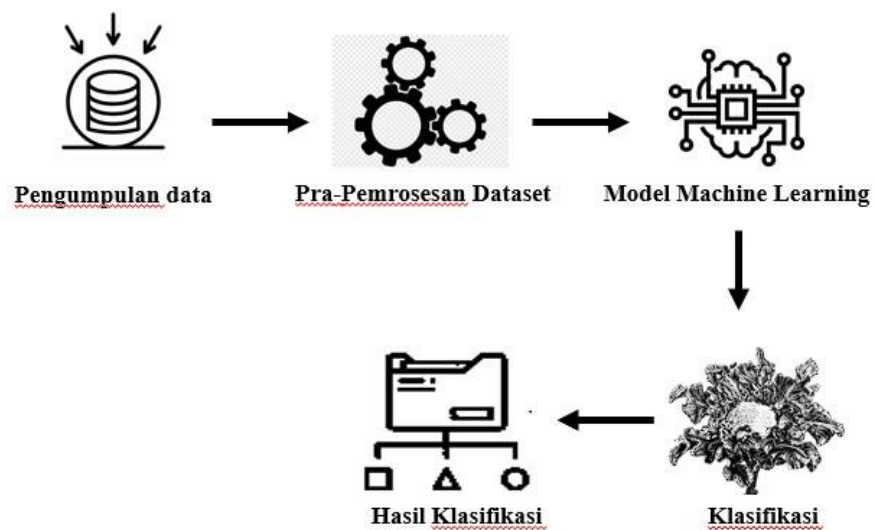 Pengumpulan data
Pra-Pemrosesan Dataset
Model Machine Learning
Hasil Klasifikasi
Klasifikasi